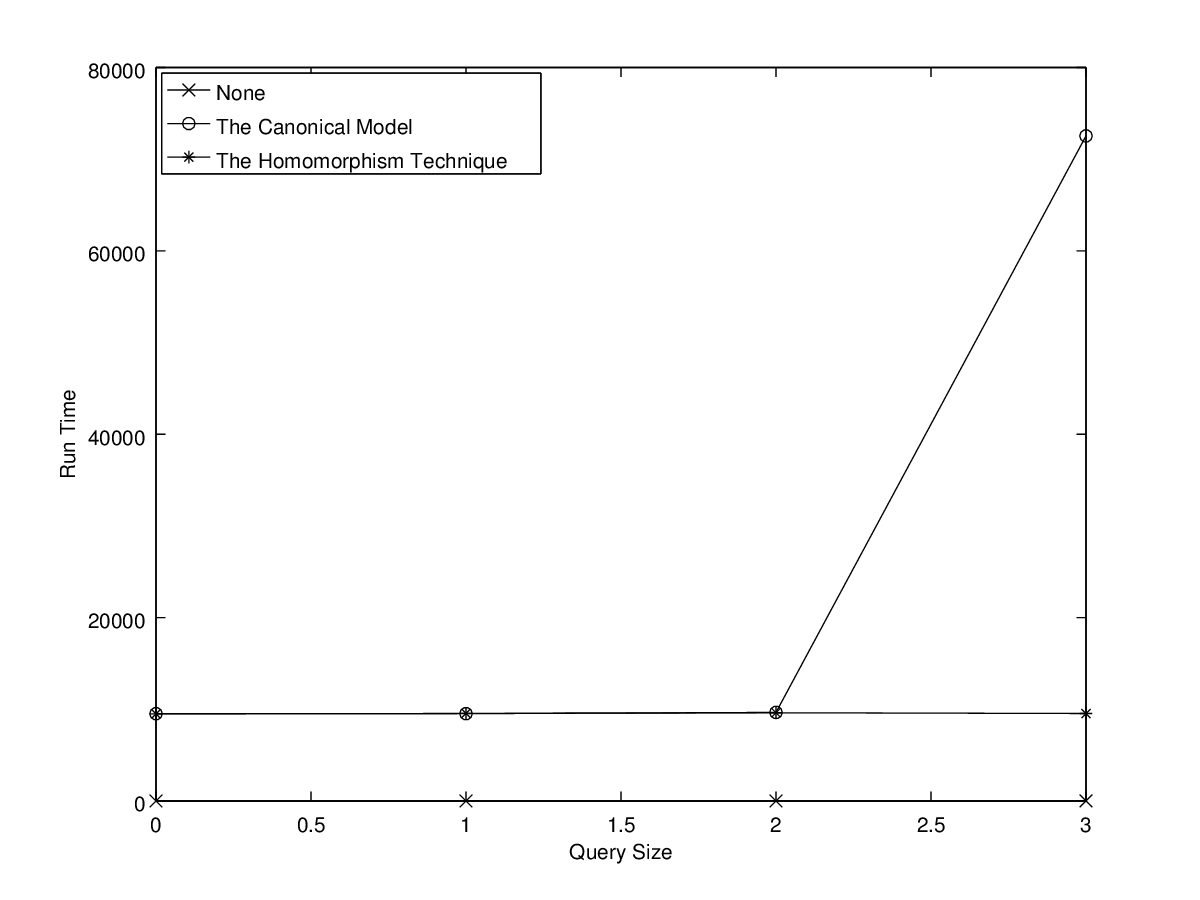 80000
None
The Canonical Model
The Homomorphism Technique
60000
40000
Run Time
20000
0
0 0.5 1 1.5 2 2.5 3
Query Size